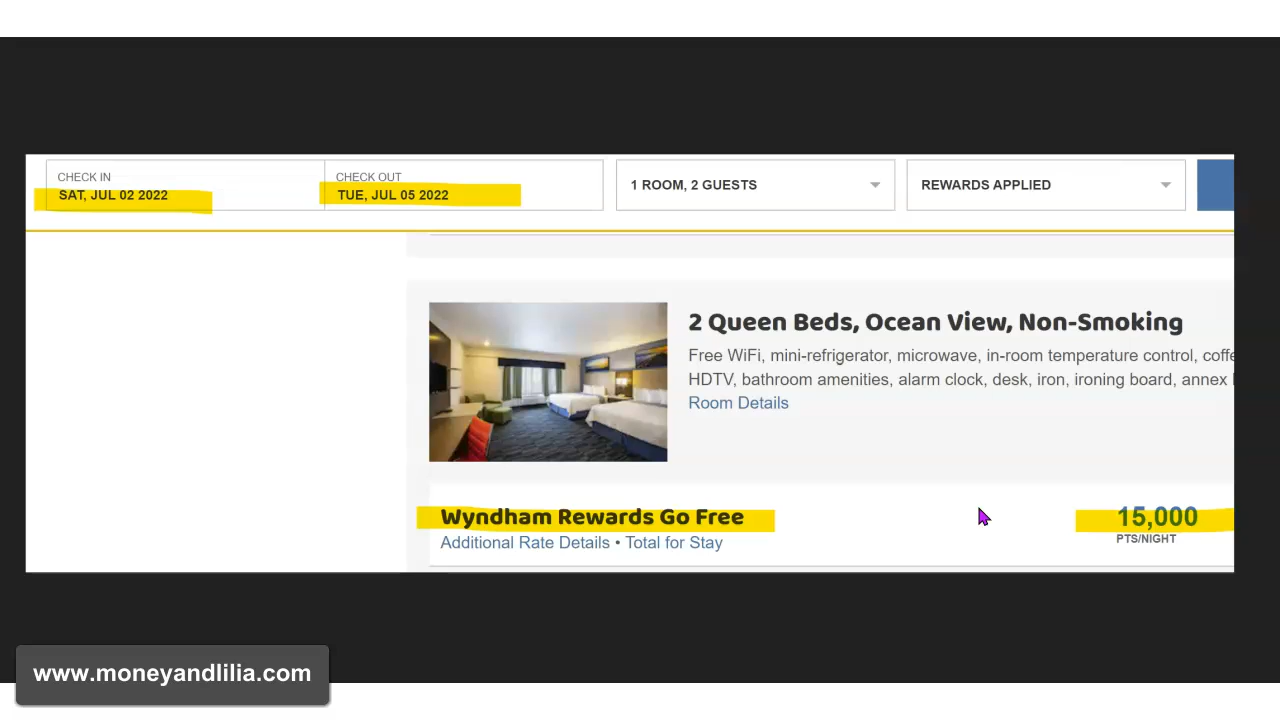 CHECK IN
SAT, JUL 02 2022
CHECK OUT
TUE, JUL 05 2022
1 ROOM, 2 GUESTS
REWARDS APPLIED
2 Queen Beds, Ocean View, Non-Smoking
Free WiFi, mini-refrigerator, microwave, in-room temperature control,
HDTV, bathroom amenities, alarm clock, desk, iron, ironing board, annex
Room Details
Wyndham Rewards Go Free
15,000
Additional Rate Details • Total for Stay
PTS/NIGHT
www.moneyandlilia.com